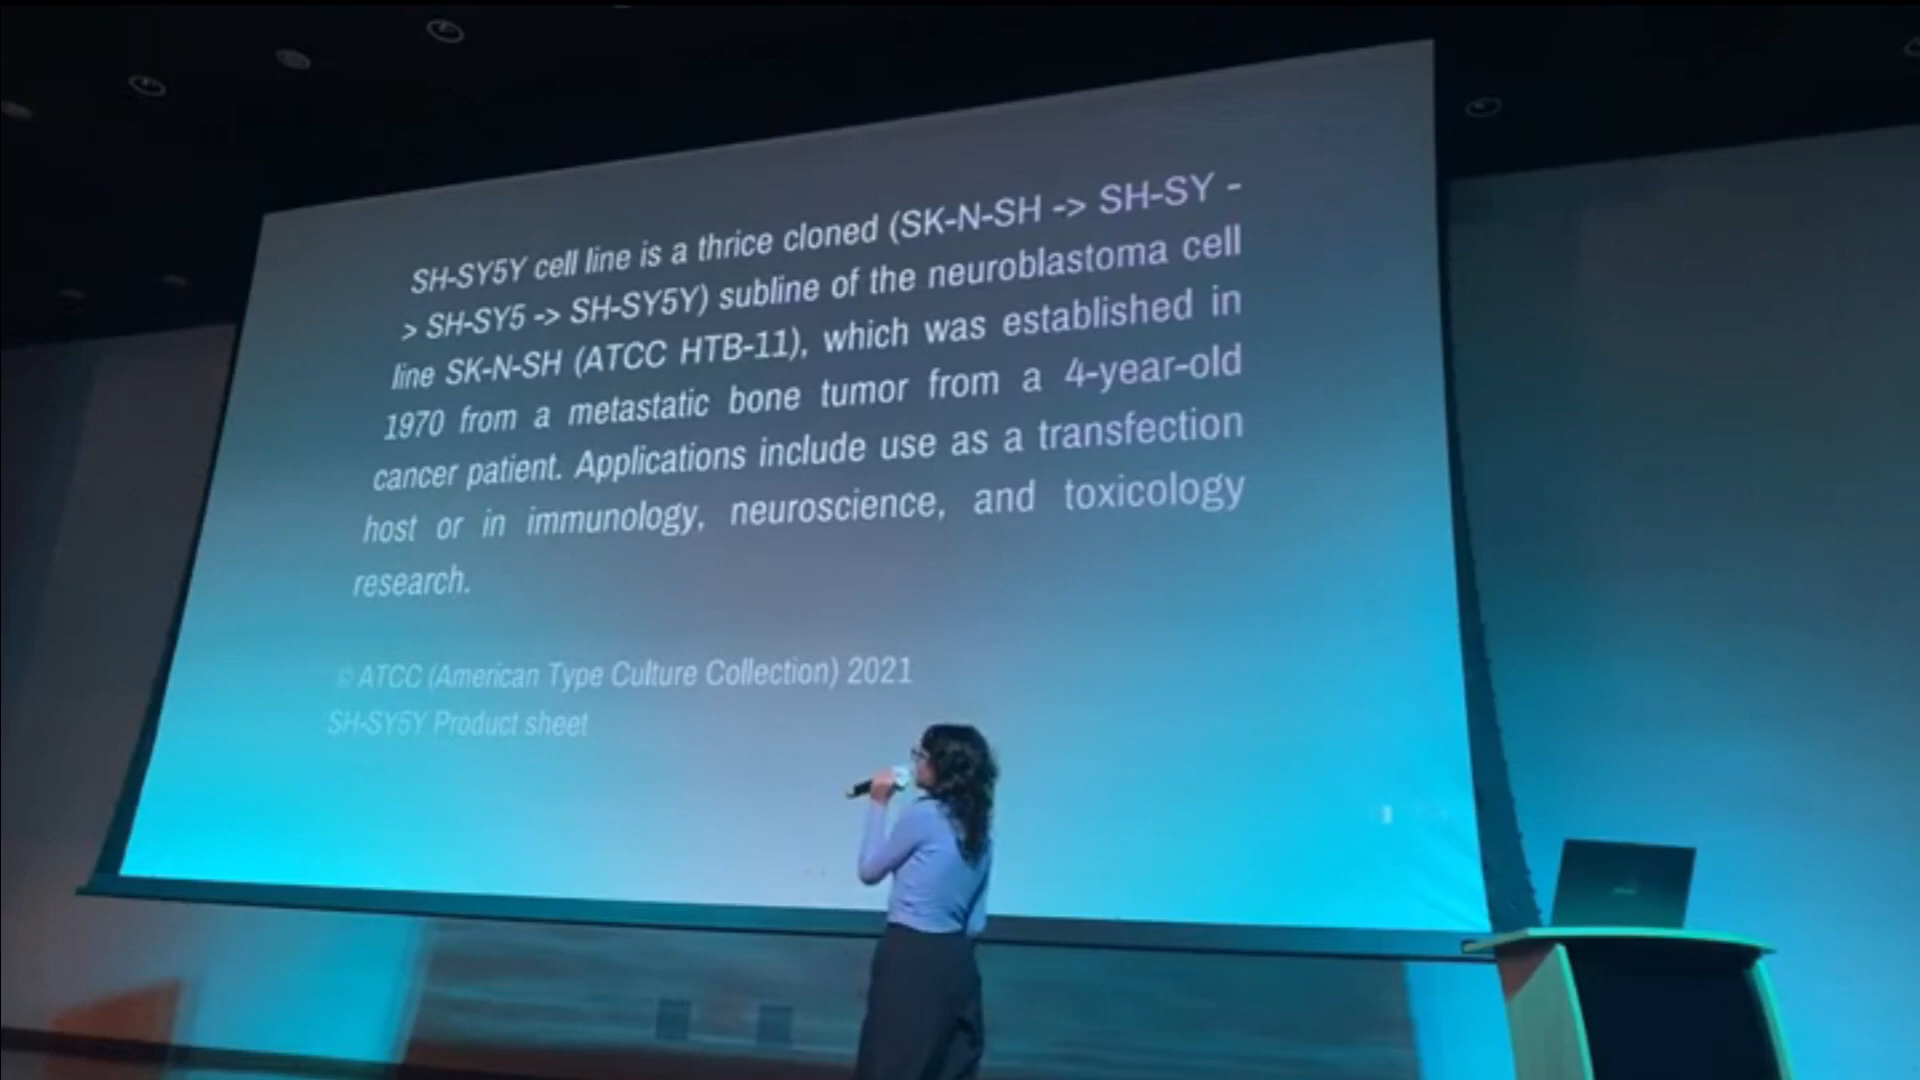 SH-SY5Y cell line is a thrice cloned (SK-N-SH -> SH-SY -
> SH-SY5 -> SH-SY5Y) subline of the neuroblastoma cell
line SK-N-SH (ATCC HTB-11), which was established in
1970 from a metastatic bone tumor from a 4-year-old
cancer patient. Applications include use as a transfection
host or in immunology, neuroscience, and toxicology
research.
© ATCC (American Type Culture Collection) 2021
SH-SY5Y Product sheet